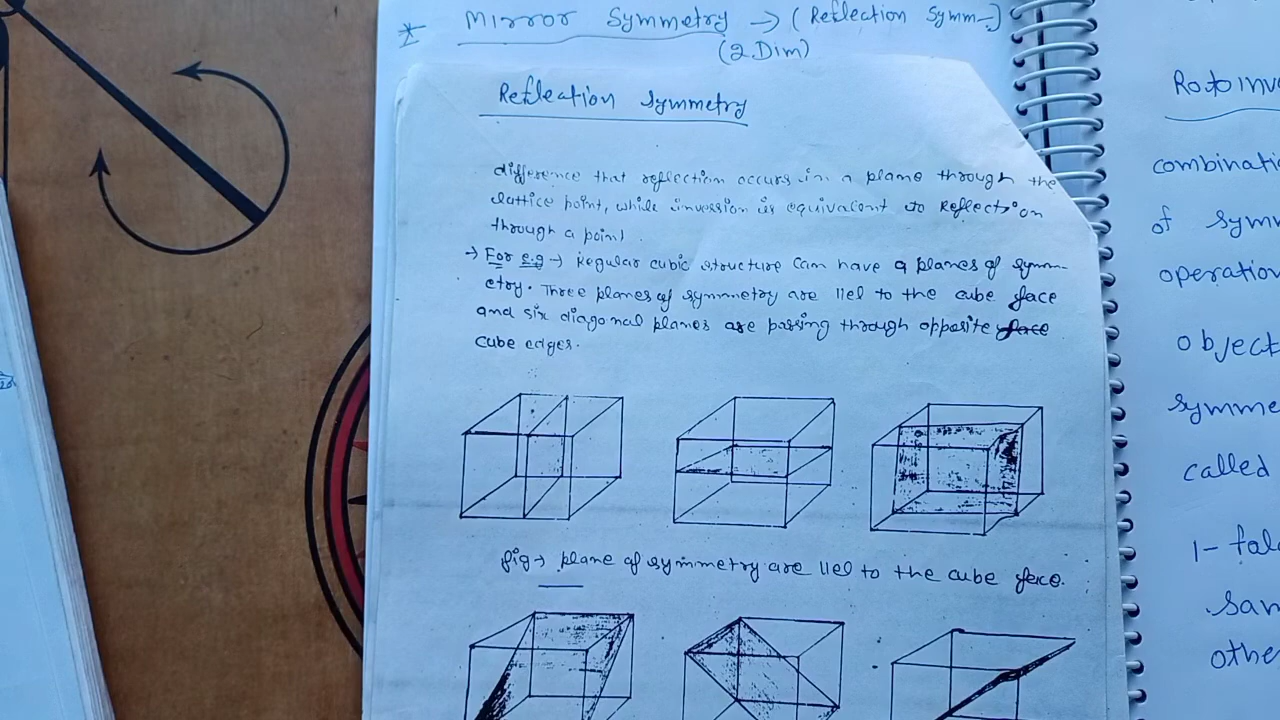 * Mirror Symmetry -> (Reflection Symm-)
(2 Dim)
Reflection Symmetry
difference that reflection occurs in a plane through the
lattice point, while inversion is equivalent to Reflection
through a point.
-> For e.g -> Regular cubic structure can have 9 planes of symm-
etry. Three planes of symmetry are llel to the cube face
and six diagonal planes are passing through opposite face
cube edges.
fig -> plane of symmetry are llel to the cube face.
Roto inve
combinati
of symm
operation
object
symme
called
1- fol
san
othe